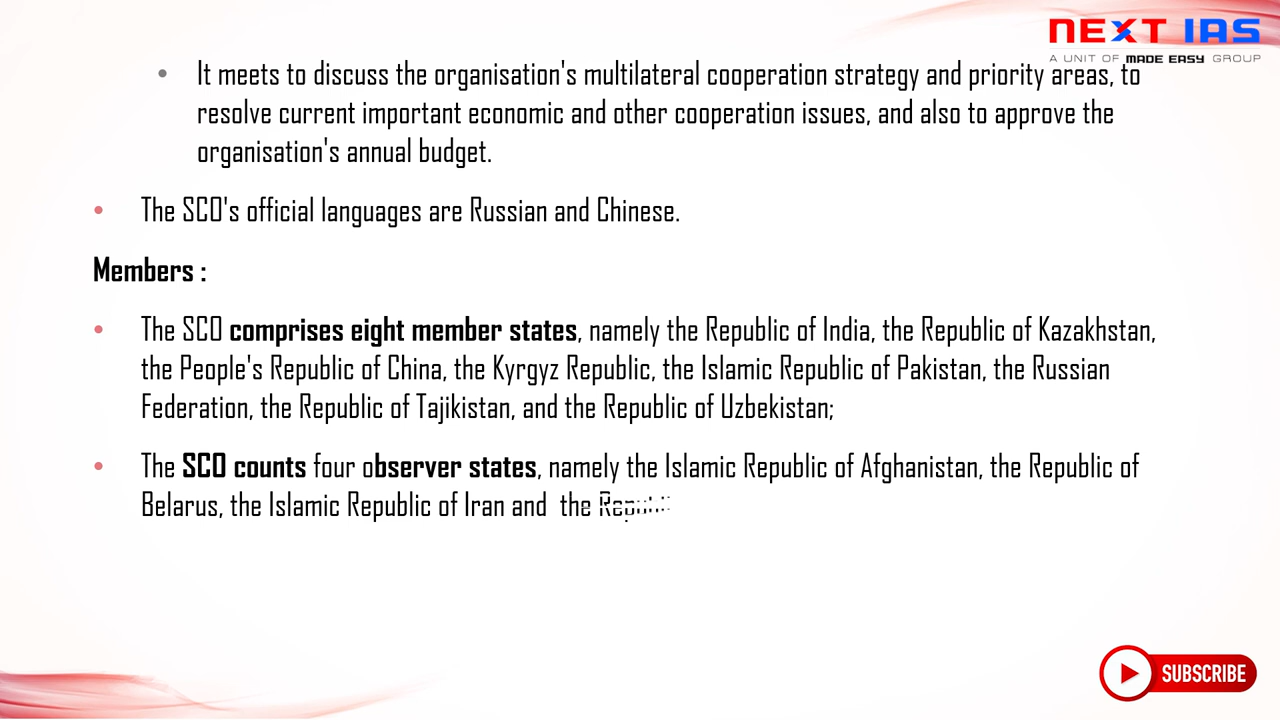 NEXT IAS
A UNIT OF MADE EASY GROUP
It meets to discuss the organisation's multilateral cooperation strategy and priority areas, to
resolve current important economic and other cooperation issues, and also to approve the
organisation's annual budget.
The SCO's official languages are Russian and Chinese.
Members :
The SCO comprises eight member states, namely the Republic of India, the Republic of Kazakhstan,
the People's Republic of China, the Kyrgyz Republic, the Islamic Republic of Pakistan, the Russian
Federation, the Republic of Tajikistan, and the Republic of Uzbekistan;
The SCO counts four observer states, namely the Islamic Republic of Afghanistan, the Republic of
Belarus, the Islamic Republic of Iran and the
SUBSCRIBE